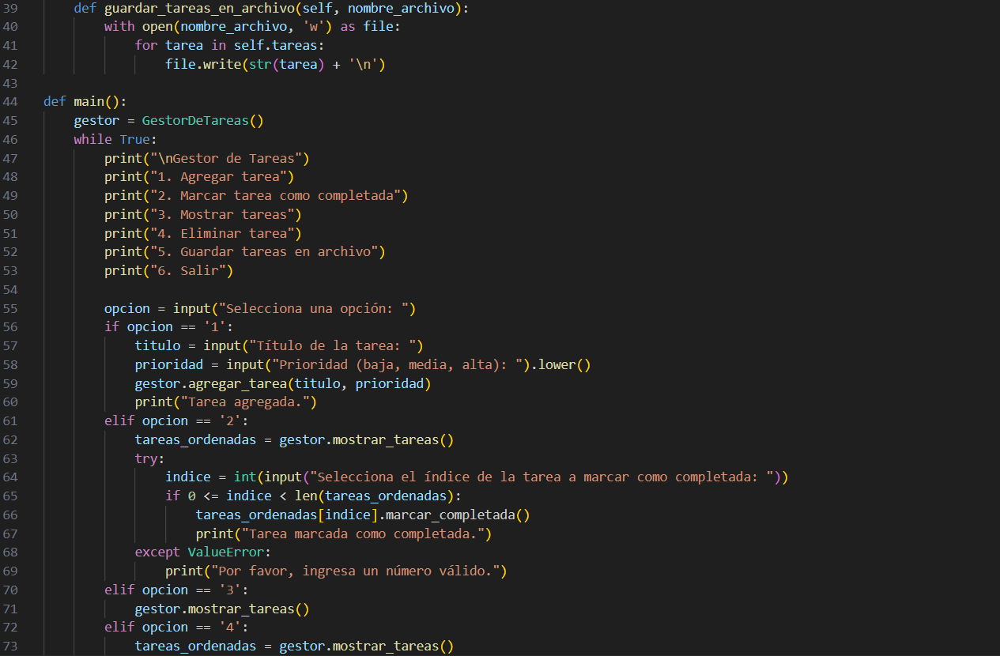 39 def guardar_tareas_en_archivo(self, nombre_archivo):
40 with open(nombre_archivo, 'w') as file:
41 for tarea in self.tareas:
42 file.write(str(tarea) + '\n')
43
44 def main():
45 gestor = GestorDeTareas()
46 while True:
47 print("\nGestor de Tareas")
48 print("1. Agregar tarea")
49 print("2. Marcar tarea como completada")
50 print("3. Mostrar tareas")
51 print("4. Eliminar tarea")
52 print("5. Guardar tareas en archivo")
53 print("6. Salir")
54
55 opcion = input("Selecciona una opción: ")
56 if opcion == '1':
57 titulo = input("Título de la tarea: ")
58 prioridad = input("Prioridad (baja, media, alta): ").lower()
59 gestor.agregar_tarea(titulo, prioridad)
60 print("Tarea agregada.")
61 elif opcion == '2':
62 tareas_ordenadas = gestor.mostrar_tareas()
63 try:
64 indice = int(input("Selecciona el índice de la tarea a marcar como completada: "))
65 if 0 <= indice < len(tareas_ordenadas):
66 tareas_ordenadas[indice].marcar_completada()
67 print("Tarea marcada como completada.")
68 except ValueError:
69 print("Por favor, ingresa un número válido.")
70 elif opcion == '3':
71 gestor.mostrar_tareas()
72 elif opcion == '4':
73 tareas_ordenadas = gestor.mostrar_tareas()